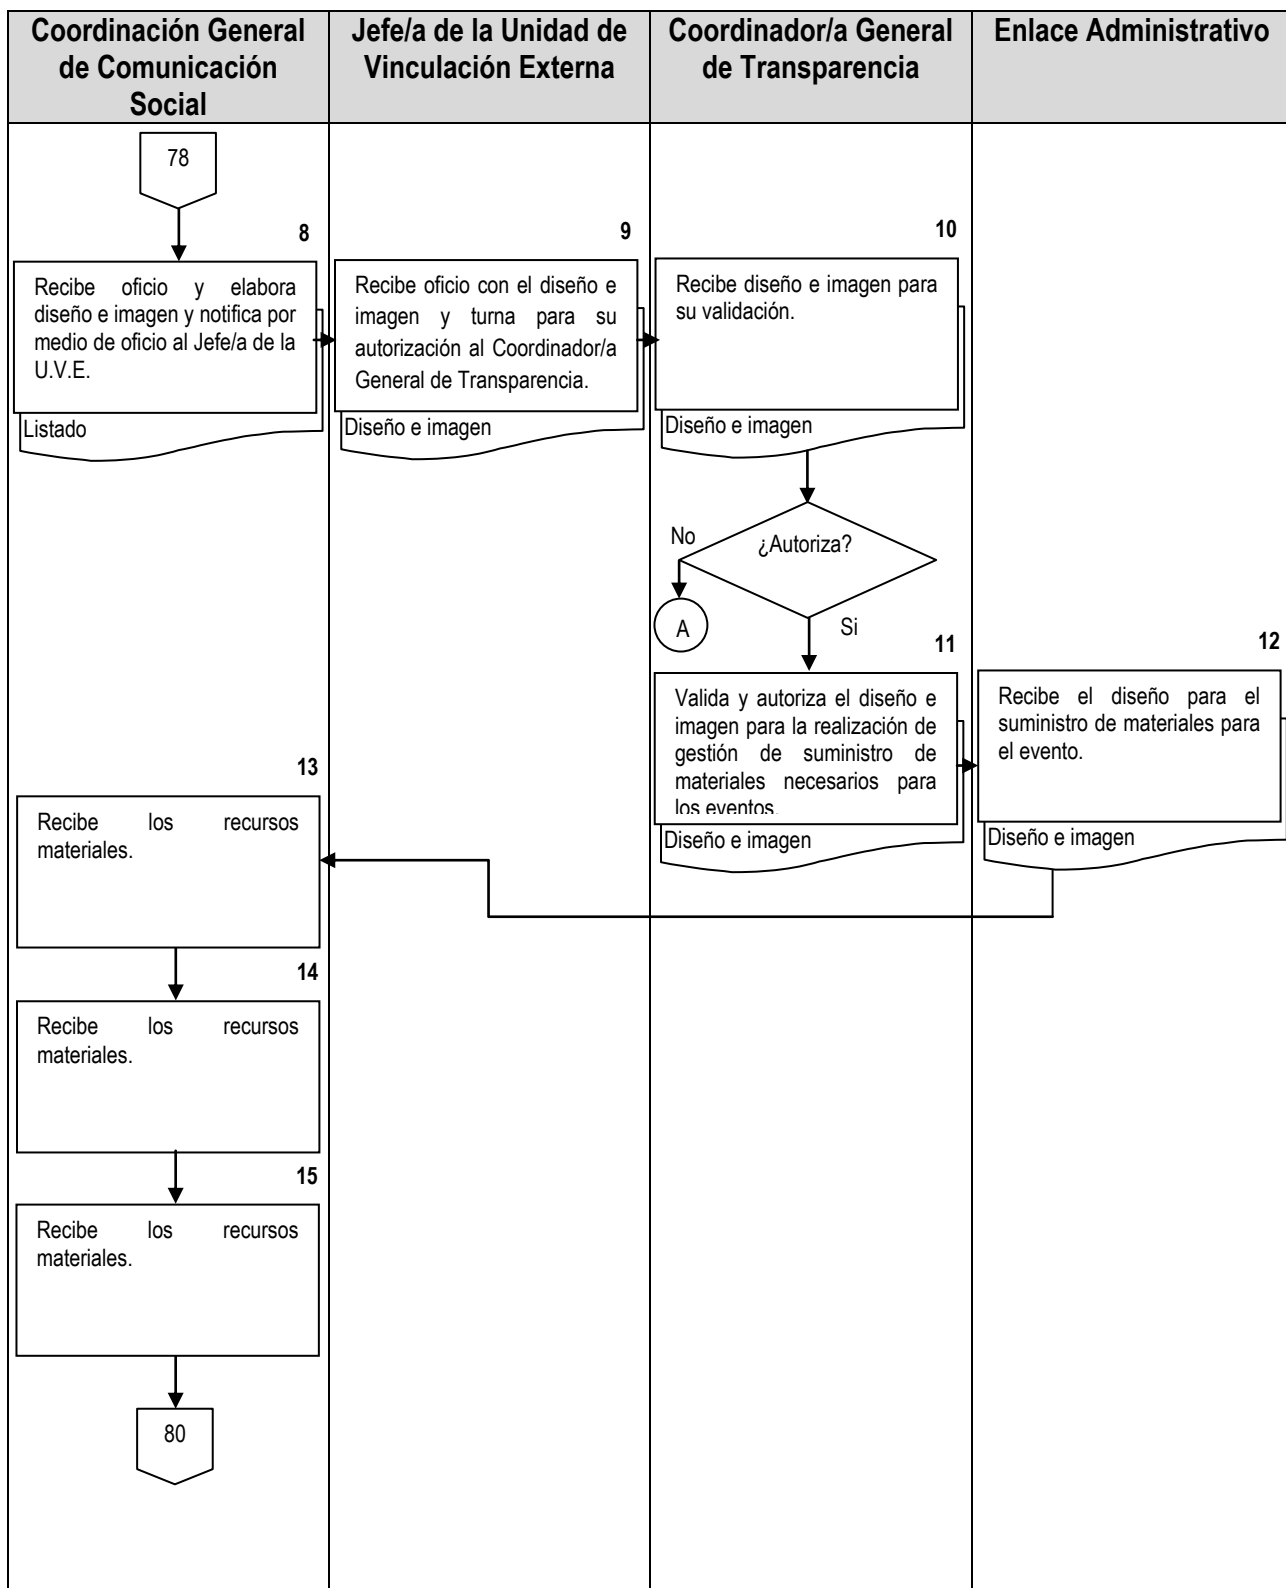 Coordinación General
de Comunicación
Social
Jefe/a de la Unidad de
Vinculación Externa
Coordinador/a General
de Transparencia
Enlace Administrativo
78
8
Recibe oficio y elabora
diseño e imagen y notifica por
medio de oficio al Jefe/a de la
U.V.E.
Listado
9
Recibe oficio con el diseño e
imagen y turna para su
autorización al Coordinador/a
General de Transparencia.
Diseño e imagen
10
Recibe diseño e imagen para
su validación.
Diseño e imagen
¿Autoriza?
No
A
Si
11
Valida y autoriza el diseño e
imagen para la realización de
gestión de suministro de
materiales necesarios para
los eventos.
Diseño e imagen
12
Recibe el diseño para el
suministro de materiales para
el evento.
Diseño e imagen
13
Recibe los recursos
materiales.
14
Recibe los recursos
materiales.
15
Recibe los recursos
materiales.
80